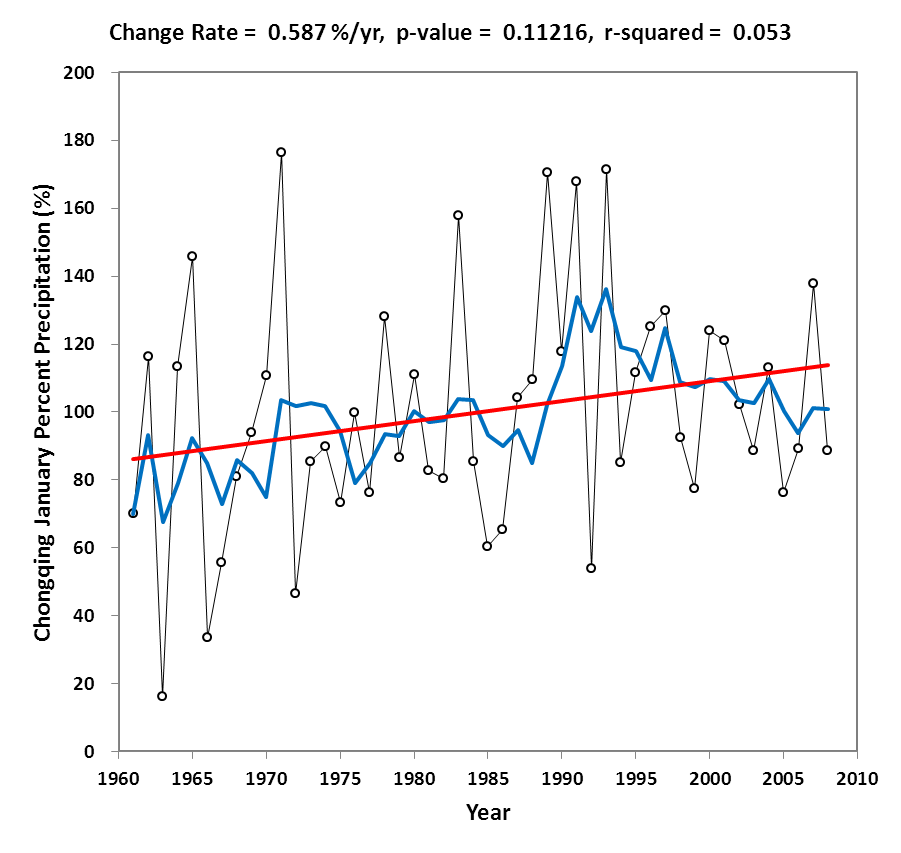 Change Rate = 0.587 %/yr, p-value = 0.11216, r-squared = 0.053
Chongqing January Percent Precipitation (%)
200
180
160
140
120
100
80
60
40
20
0
1960 1965 1970 1975 1980 1985 1990 1995 2000 2005 2010
Year